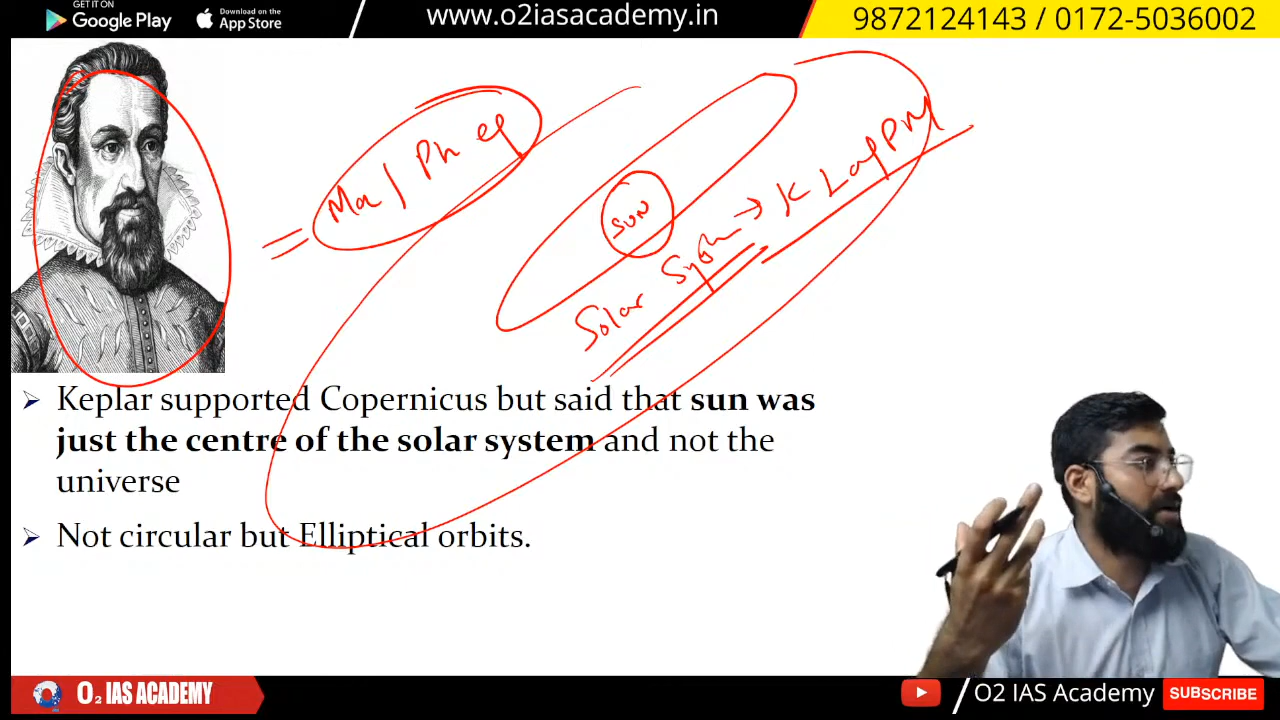 GET IT ON
Google Play
Download on the
App Store
www.o2iasacademy.in
9872124143 / 0172-5036002
Ma / Ph eq
SUN
Solar → K
➢ Keplar supported Copernicus but said that sun was
just the centre of the solar system and not the
universe
➢ Not circular but Elliptical orbits.
O₂ IAS ACADEMY
O2 IAS Academy
SUBSCRIBE